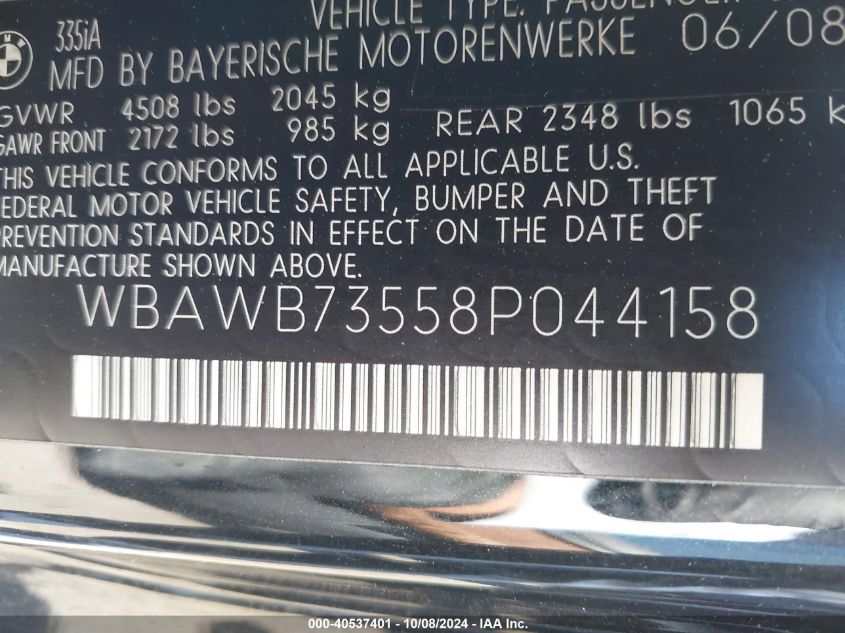 VEHICLE TYPE: PASSENGER
335iA
MFD BY BAYERISCHE MOTORENWERKE 06/08
GVWR 4508 lbs 2045 kg
GAWR FRONT 2172 lbs 985 kg REAR 2348 lbs 1065 k
THIS VEHICLE CONFORMS TO ALL APPLICABLE U.S.
FEDERAL MOTOR VEHICLE SAFETY, BUMPER AND THEFT
PREVENTION STANDARDS IN EFFECT ON THE DATE OF
MANUFACTURE SHOWN ABOVE.
WBAWB73558P044158
000-40537401 - 10/08/2024 - IAA Inc.